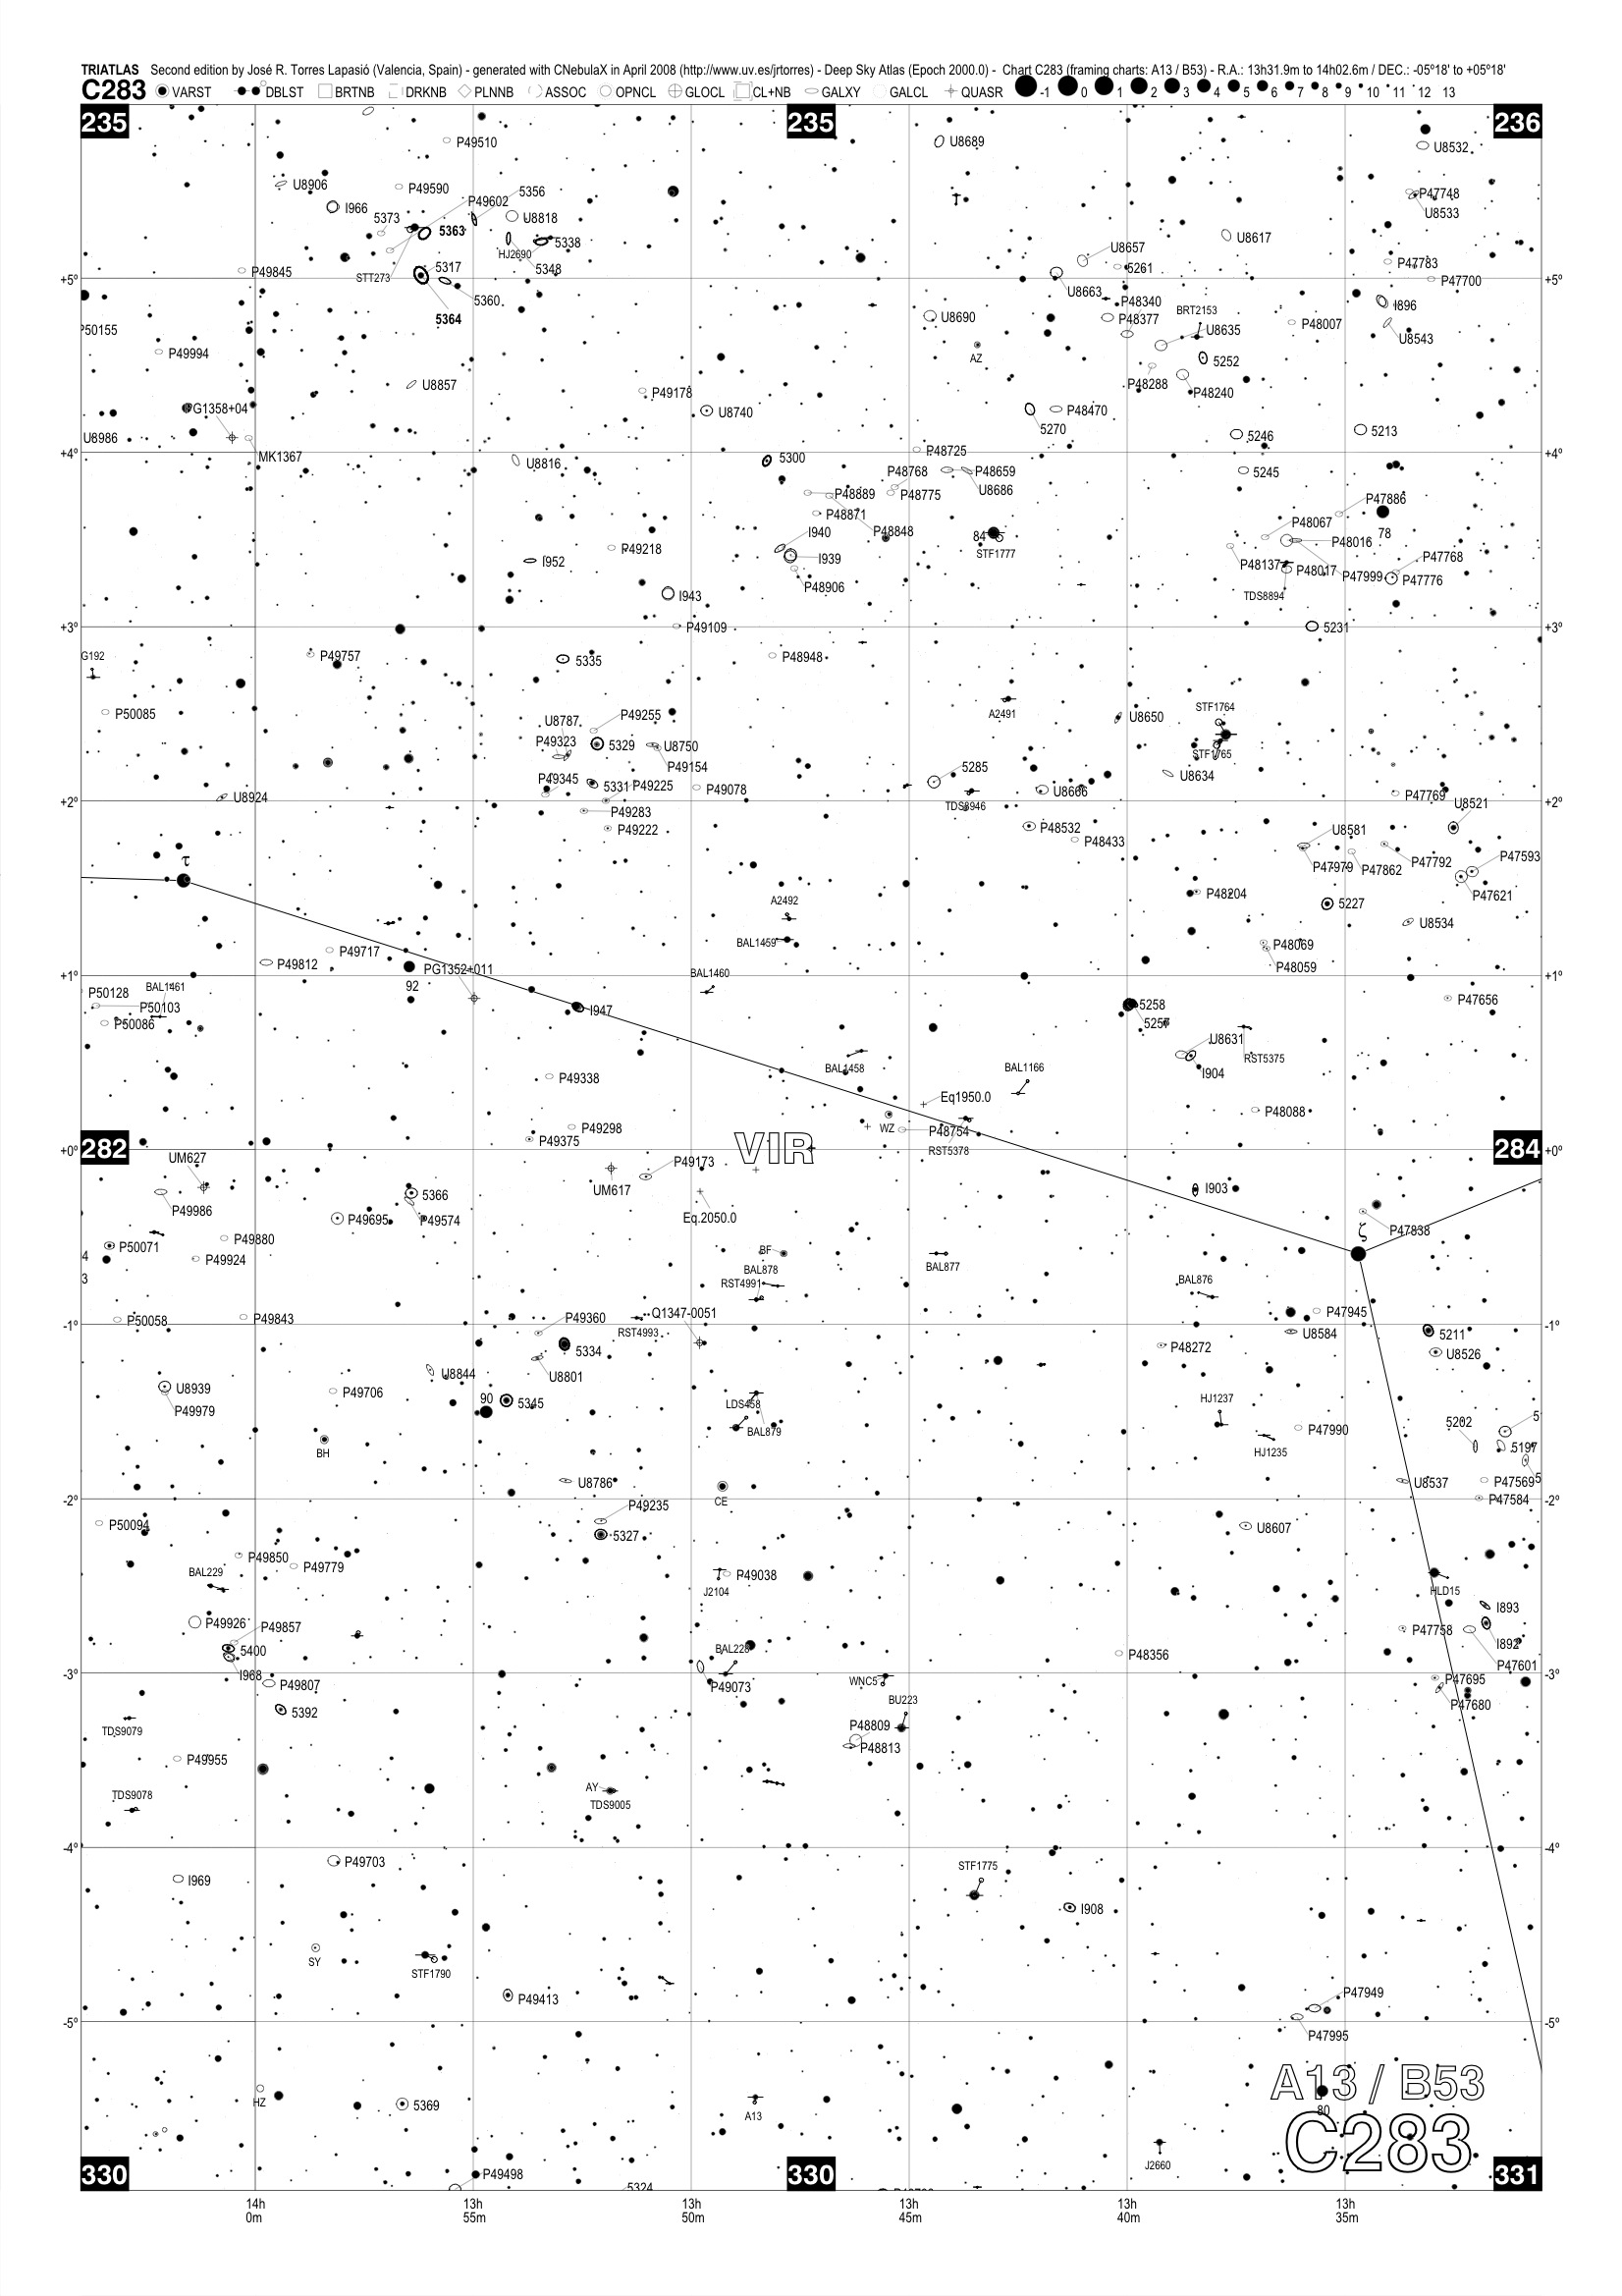 TRIATLAS Second edition by José R. Torres Lapasió (Valencia, Spain) - generated with CNebulaX in April 2008 (http://www.uv.es/jrtorres) - Deep Sky Atlas (Epoch 2000.0) - Chart C283 (framing charts: A13 / B53) - R.A.: 13h31.9m to 14h02.6m / DEC.: -05º18' to +05º18'
C283 VARST DBLST BRTNB DRKNB PLNNB ASSOC OPNCL GLOCL CL+NB GALXY GALCL QUASR -1 0 1 2 3 4 5 6 7 8 9 10 11 12 13
235 235 236
P49510 U8689 U8532
U8906 P49590 5356 P47748
I966 P49602 U8533
5373 U8818
5363 5338 U8617
HJ2690 U8657
P49845 5317 5348 5261 P47783
STT273 P47700
5360 U8663 P48340 I896
5364 U8690 P48377 BRT2153 P48007
P50155 U8635 U8543
P49994 AZ 5252
U8857 P49178 P48288 P48240
PG1358+04 U8740 P48470
U8986 5270 5246 5213
MK1367 U8816 5300 P48725
P48768 P48659 5245
P48889 P48775 U8686 P47886
P48871 P48067
I940 P48848 84 78
P49218 STF1777 P48016
I952 I939 P48137 P48017 P47768
P48906 P47999 P47776
I943 TDS8894
+5º +5º
+4º +4º
+3º P49109 5231 +3º
G192 P49757 5335 P48948
P50085 U8787 P49255 A2491 U8650 STF1764
P49323 5329 U8750 STF1765
P49154 5285 U8634
P49345 5331 P49225 P49078 U8666
U8924 TDS8946 P47769
+2º P49283 U8521 +2º
P49222 P48532 P48433 U8581
τ P47979 P47862 P47792 P47593
A2492 P48204 P47621
BAL1459 5227 U8534
P49717 P48069
P49812 PG1352+011 P48059
+1º 92 BAL1460 +1º
P50128 BAL1461 P47656
P50103 I947 5258
P50086 5257
U8631 RST5375
BAL1458 BAL1166 I904
P49338 Eq1950.0
P49298 WZ P48754 P48088
P49375 RST5378
282 +0º VIR 284 +0º
UM627 P49173
P49986 5366 UM617 I903
P49695 P49574 Eq.2050.0 P47838
P49880 ζ
P50071 BF
4 P49924 BAL878 BAL877
3 RST4991 BAL876
P50058 P49843 P49360 Q1347-0051 P47945
-1º RST4993 U8584 5211 -1º
5334 P48272 U8526
U8844 U8801
U8939 P49706 HJ1237
P49979 90 5345 LDS458 5202 5
BAL879 P47990
BH HJ1235 5197
U8786 U8537 P47569 5
-2º P49235 CE P47584 -2º
P50094 5327 U8607
P49850 P49779
BAL229 P49038
J2104 HLD15
P49926 I893
P49857 P47758
5400 BAL228 P48356 I892
I968 P47601
-3º P49807 P49073 WNC5 P47695 -3º
5392 BU223 P47680
TDS9079 P48809
P49955 P48813
AY
TDS9078 TDS9005
-4º P49703 -4º
I969 STF1775
I908
SY STF1790
P49413 P47949
-5º P47995 -5º
A13 / B53
HZ 5369 A13 80
C283
J2660
330 P49498 5324 330 331
14h 13h 13h 13h 13h 13h
0m 55m 50m 45m 40m 35m